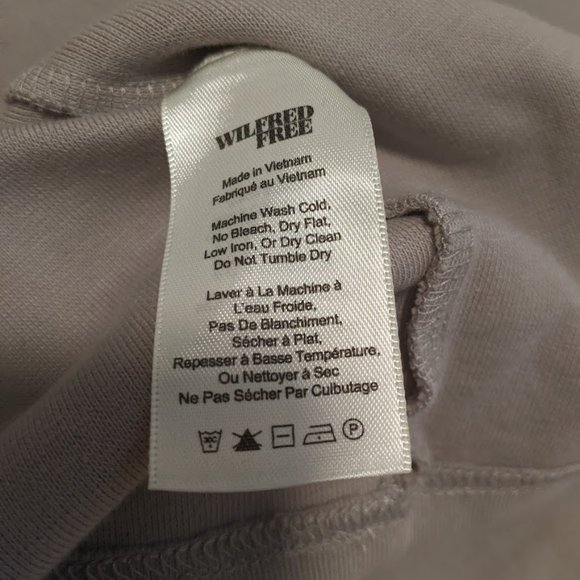 WILFRED
FREE
Made in Vietnam
Fabriqué au Vietnam
Machine Wash Cold,
No Bleach, Dry Flat,
Low Iron, Or Dry Clean
Do Not Tumble Dry
Laver à La Machine à
L'eau Froide,
Pas De Blanchiment,
Sécher à Plat,
Repesser à Basse Température,
Ou Nettoyer à Sec
Ne Pas Sécher Par Culbutage
30C
P